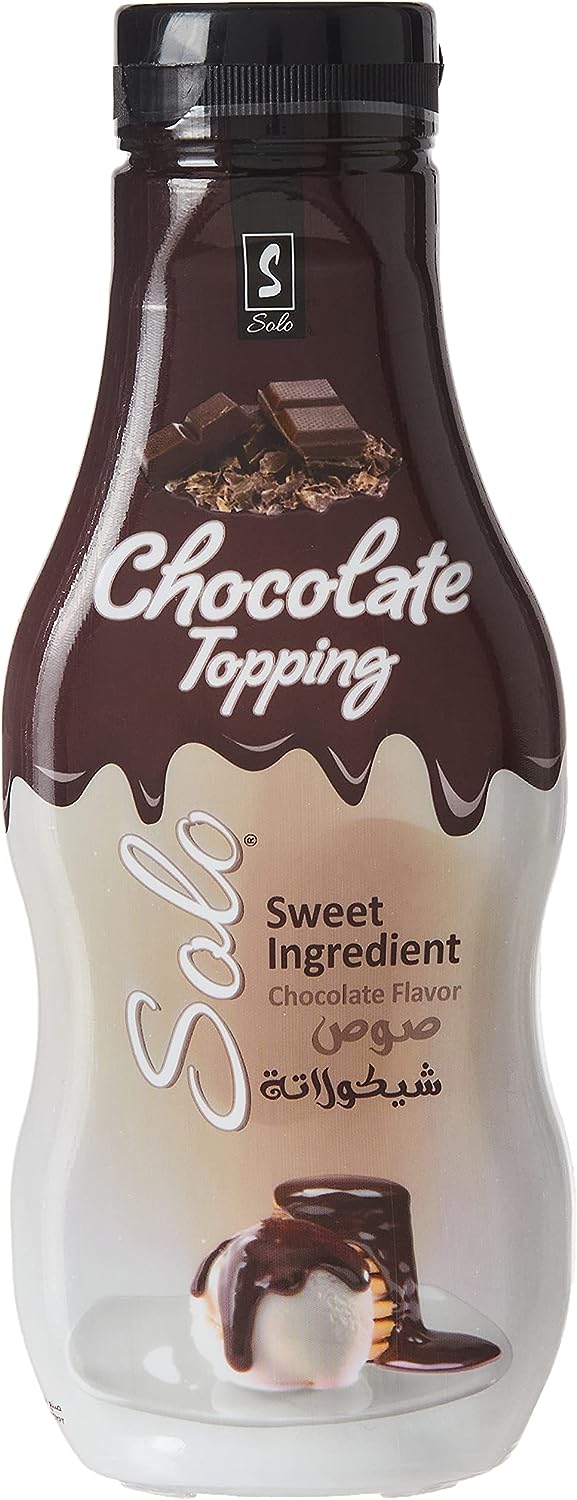 S
Solo
Chocolate
Topping
Solo®
Sweet
Ingredient
Chocolate Flavor
صوص
شيكولاتة